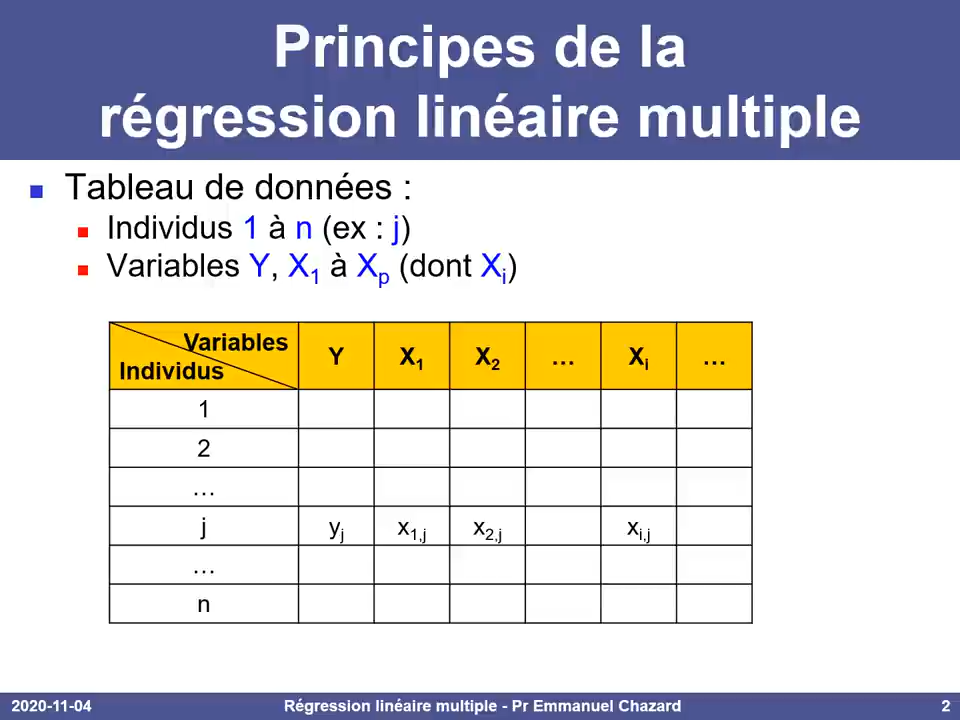 Principes de la
régression linéaire multiple
Tableau de données :
Individus 1 à n (ex : j)
Variables Y, X1 à Xp (dont Xi)
Variables
Individus
Y X1 X2 … Xi …
1
2
…
j yj x1,j x2,j xi,j
…
n
2020-11-04 Régression linéaire multiple - Pr Emmanuel Chazard 2